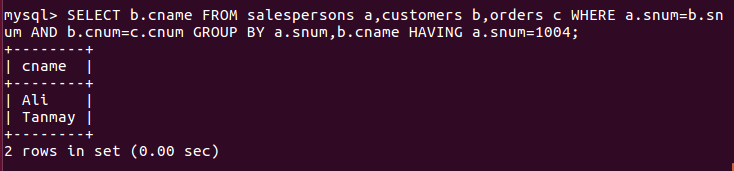 mysql> SELECT b.cname FROM salespersons a,customers b,orders c WHERE a.snum=b.sn
um AND b.cnum=c.cnum GROUP BY a.snum,b.cname HAVING a.snum=1004;
+--------+
| cname  |
+--------+
| Ali    |
| Tanmay |
+--------+
2 rows in set (0.00 sec)